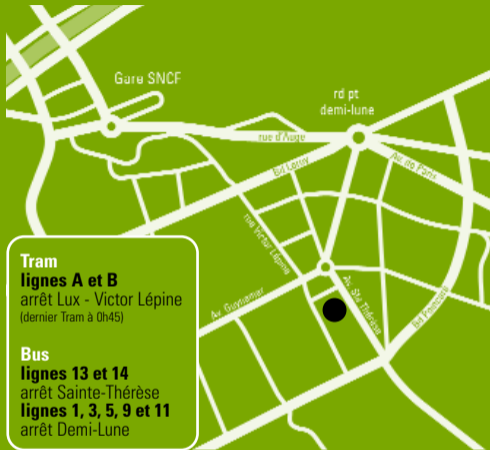 Gare SNCF
rd pt
demi-lune
rue d'Auge
Bd Leroy
Av. de Paris
rue Victor Lépine
Av. Guynemer
Av. Ste Thérèse
Bd Poincaré
Tram
lignes A et B
arrêt Lux - Victor Lépine
(dernier Tram à 0h45)
Bus
lignes 13 et 14
arrêt Sainte-Thérèse
lignes 1, 3, 5, 9 et 11
arrêt Demi-Lune